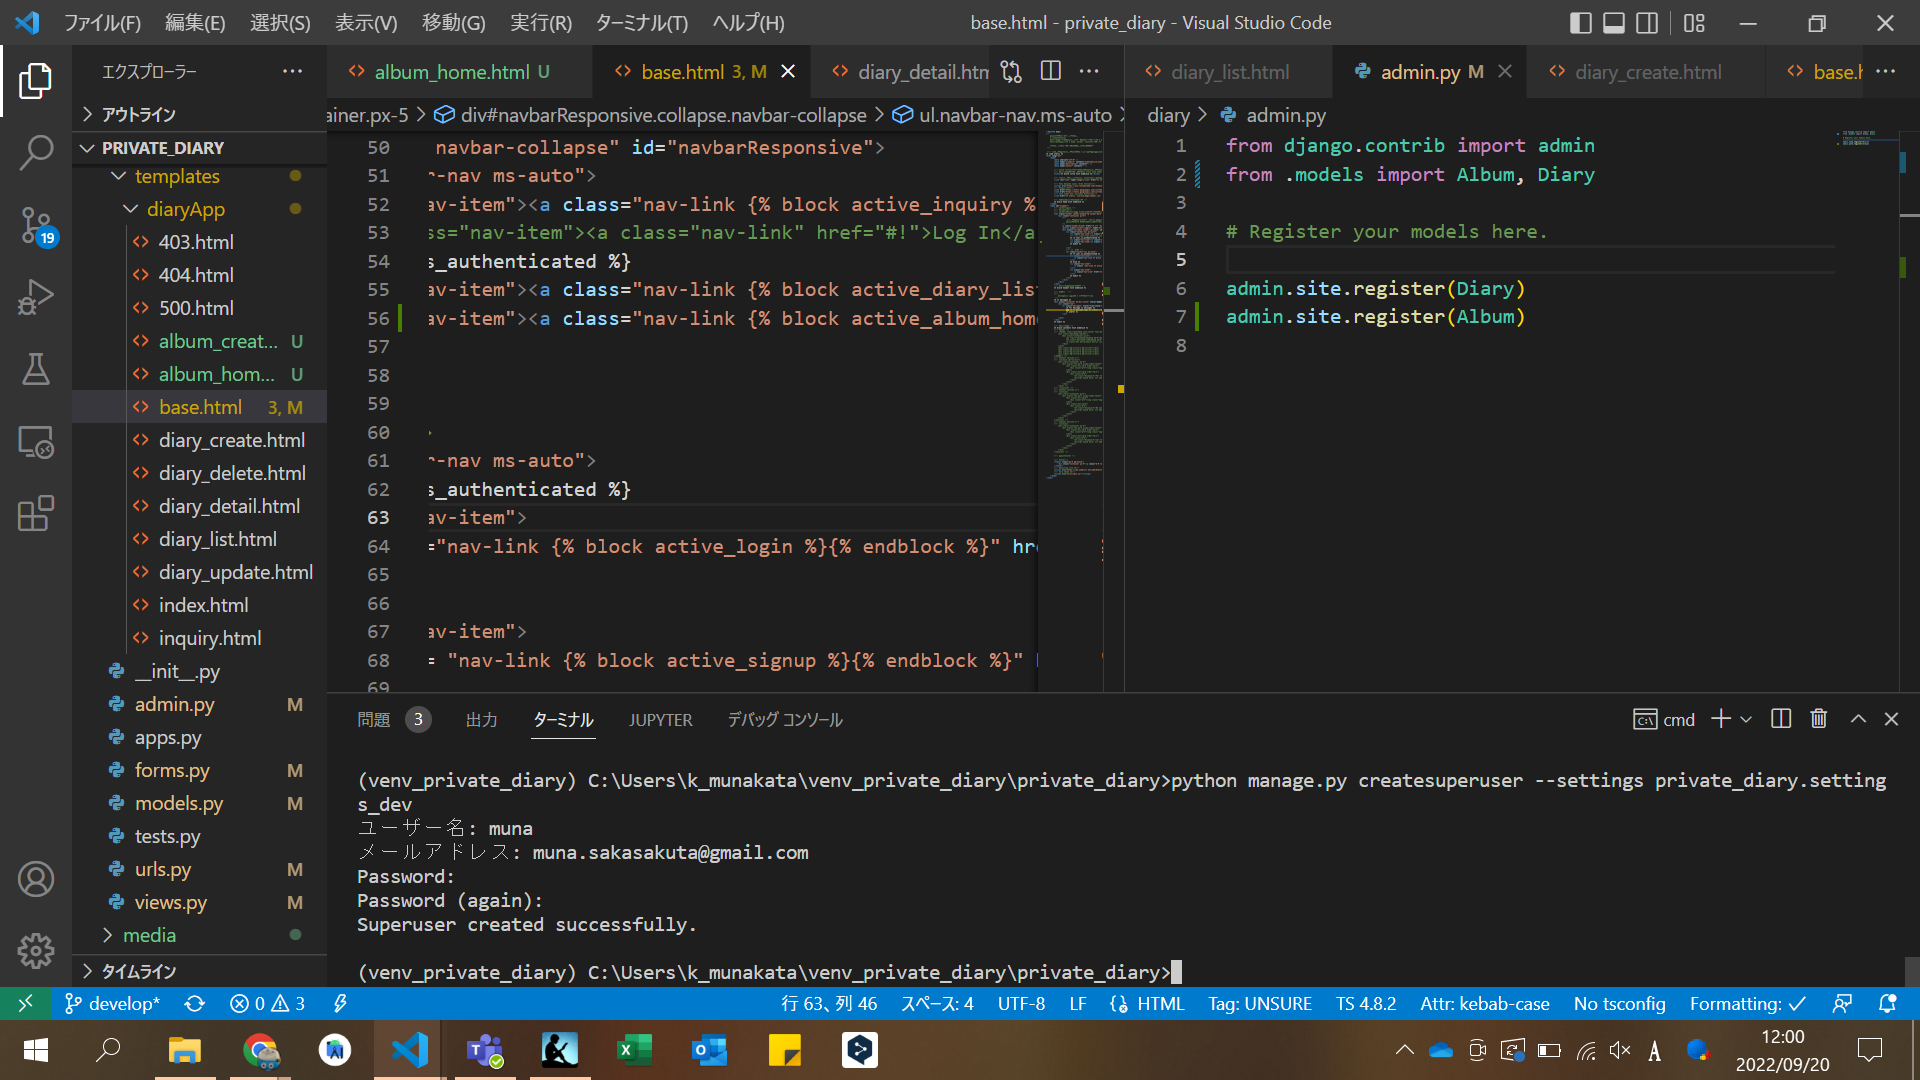 ファイル(F) 編集(E) 選択(S) 表示(V) 移動(G) 実行(R) ターミナル(T) ヘルプ(H)
base.html - private_diary - Visual Studio Code
エクスプローラー
album_home.html U
base.html 3, M
diary_detail.htm
diary_list.html
admin.py M
diary_create.html
base.h
アウトライン
PRIVATE_DIARY
templates
diaryApp
403.html
404.html
500.html
album_creat... U
album_hom... U
base.html 3, M
diary_create.html
diary_delete.html
diary_detail.html
diary_list.html
diary_update.html
index.html
inquiry.html
__init__.py
admin.py M
apps.py
forms.py M
models.py M
tests.py
urls.py M
views.py M
media
タイムライン
19
ainer.px-5 > div#navbarResponsive.collapse.navbar-collapse > ul.navbar-nav.ms-auto >
50 navbar-collapse" id="navbarResponsive">
51 r-nav ms-auto">
52 av-item"><a class="nav-link {% block active_inquiry %
53 ss="nav-item"><a class="nav-link" href="#!">Log In</a
54 s_authenticated %}
55 av-item"><a class="nav-link {% block active_diary_lis
56 av-item"><a class="nav-link {% block active_album_hom
57
58
59
60 >
61 r-nav ms-auto">
62 s_authenticated %}
63 av-item">
64 ="nav-link {% block active_login %}{% endblock %}" hre
65
66
67 av-item">
68 = "nav-link {% block active_signup %}{% endblock %}"
69
diary > admin.py
1 from django.contrib import admin
2 from .models import Album, Diary
3
4 # Register your models here.
5
6 admin.site.register(Diary)
7 admin.site.register(Album)
8
問題 3 出力 ターミナル JUPYTER デバッグ コンソール
cmd
(venv_private_diary) C:\Users\k_munakata\venv_private_diary\private_diary>python manage.py createsuperuser --settings private_diary.setting
s_dev
ユーザー名: muna
メールアドレス: muna.sakasakuta@gmail.com
Password:
Password (again):
Superuser created successfully.
(venv_private_diary) C:\Users\k_munakata\venv_private_diary\private_diary>
develop* 0 3
行 63、列 46 スペース: 4 UTF-8 LF HTML Tag: UNSURE TS 4.8.2 Attr: kebab-case No tsconfig Formatting: ✓
A
12:00
2022/09/20